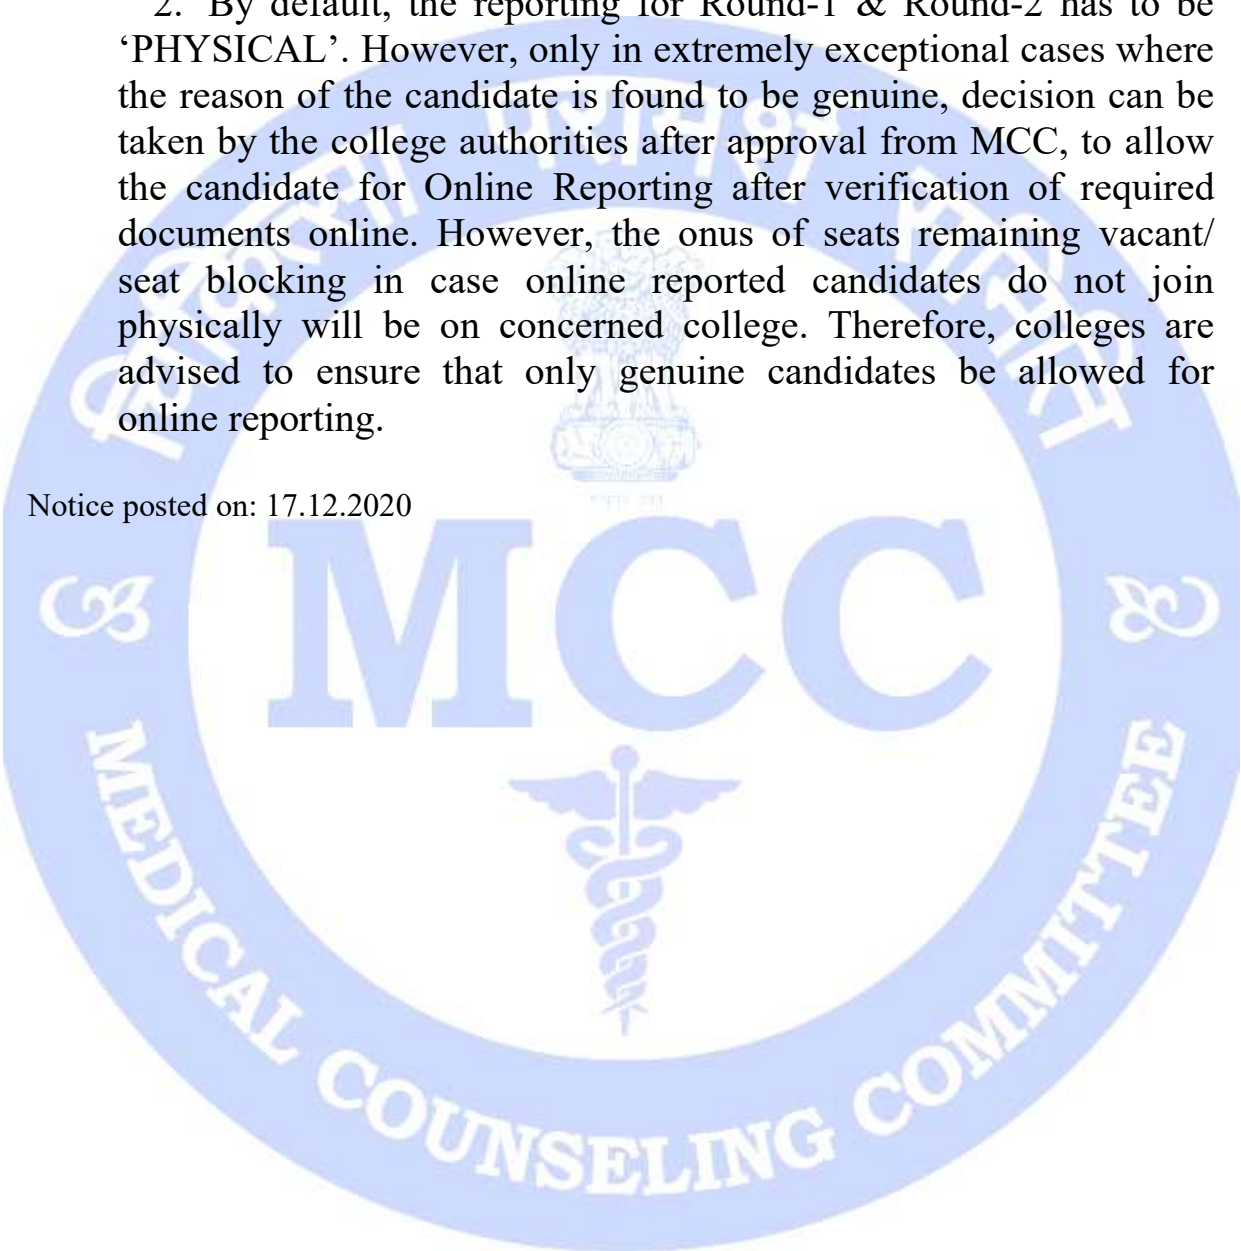 2. By default, the reporting for Round-1 & Round-2 has to be
‘PHYSICAL’. However, only in extremely exceptional cases where
the reason of the candidate is found to be genuine, decision can be
taken by the college authorities after approval from MCC, to allow
the candidate for Online Reporting after verification of required
documents online. However, the onus of seats remaining vacant/
seat blocking in case online reported candidates do not join
physically will be on concerned college. Therefore, colleges are
advised to ensure that only genuine candidates be allowed for
online reporting.
Notice posted on: 17.12.2020
चिकित्सा परामर्श समिति
MCC
MEDICAL COUNSELING COMMITTEE